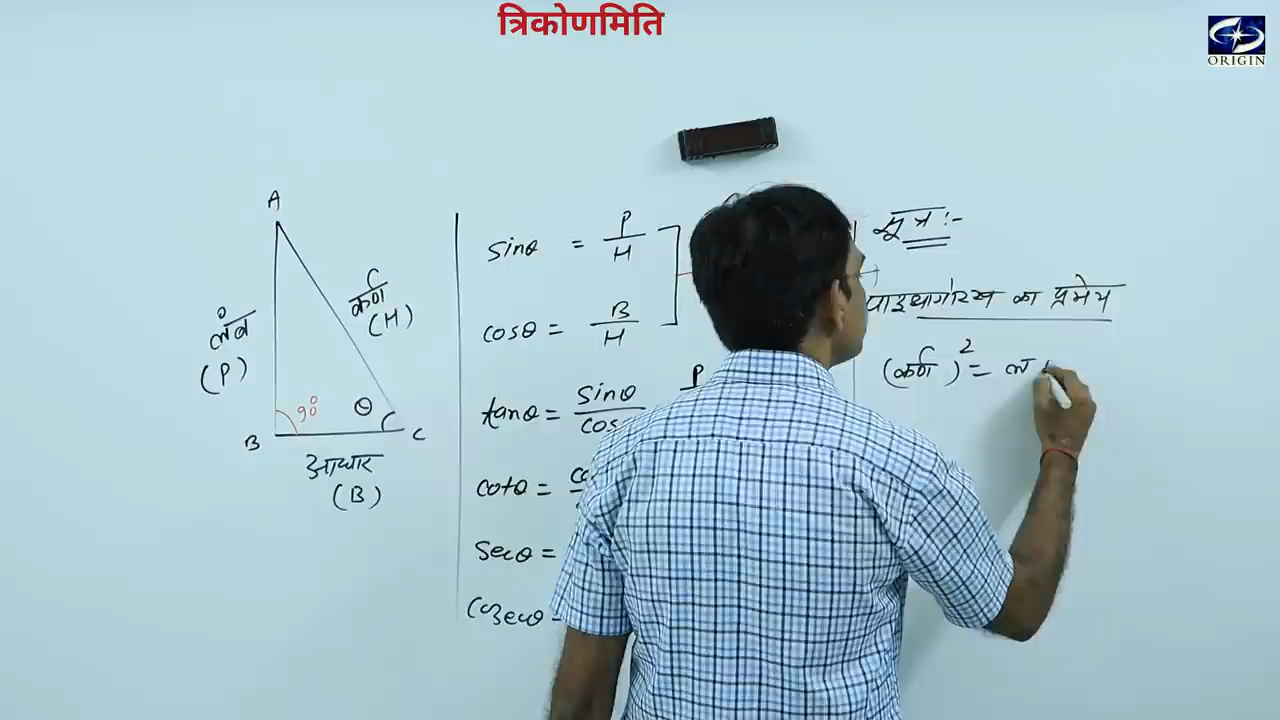 त्रिकोणमिति
ORIGIN
A
लंब
(P)
कर्ण
(H)
90°
θ
B
C
आधार
(B)
sinθ = P/H
cosθ = B/H
tanθ = sinθ/cos
P
cotθ =
secθ =
cosecθ =
सूत्र :-
पाइथागोरस का प्रमेय
(कर्ण)² = ल